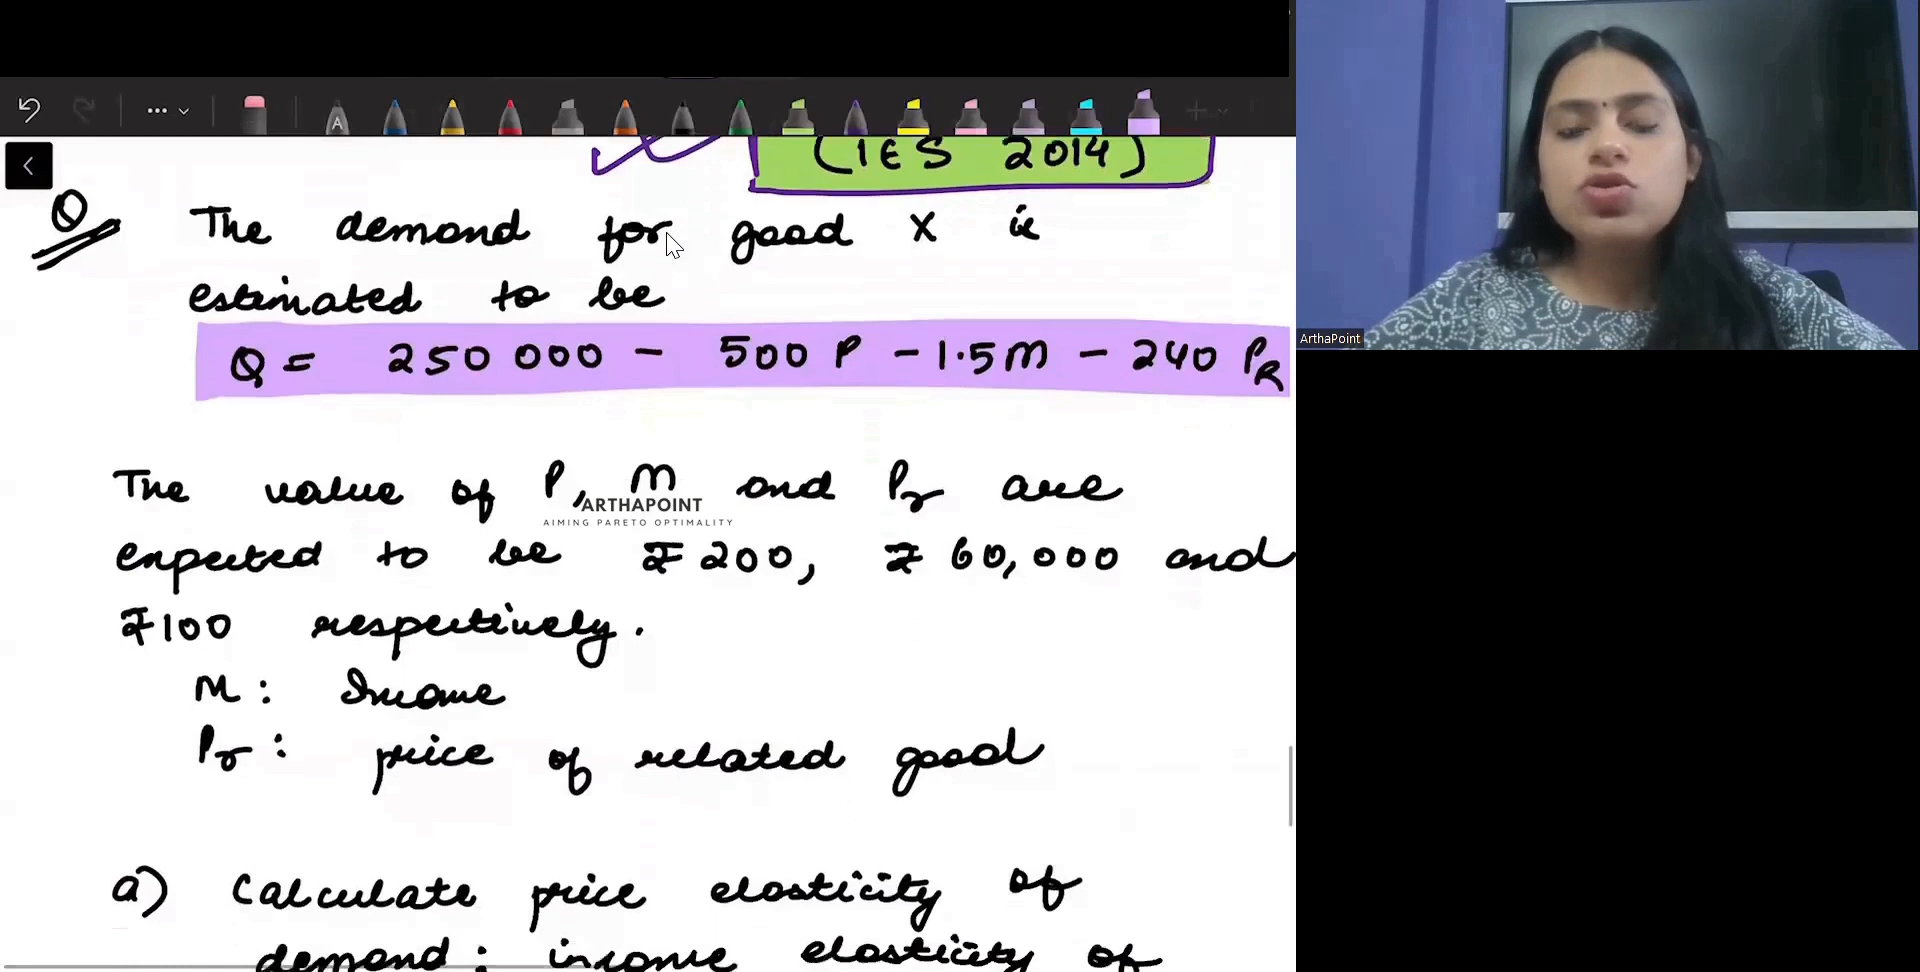 (IES 2014)
Q The demand for good X is
estimated to be
Q = 250 000 - 500 P - 1.5 M - 240 PR
The value of P, M and Pr are
ARTHAPOINT
AIMING PARETO OPTIMALITY
expected to be ₹200, ₹ 60,000 and
₹100 respectively.
M : Income
Pr : price of related good
a) Calculate price elasticity of
demand; income elasticity of
ArthaPoint